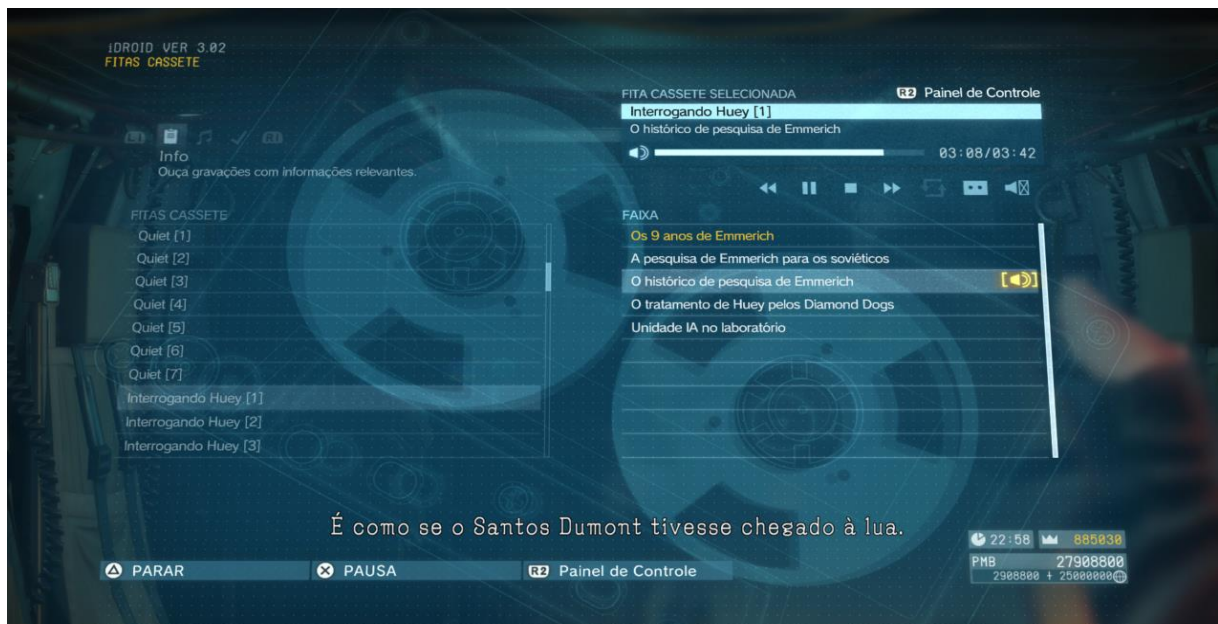 iDROID VER 3.02
FITAS CASSETE
Info
Ouça gravações com informações relevantes.
FITAS CASSETE
Quiet [1]
Quiet [2]
Quiet [3]
Quiet [4]
Quiet [5]
Quiet [6]
Quiet [7]
Interrogando Huey [1]
Interrogando Huey [2]
Interrogando Huey [3]
FITA CASSETE SELECIONADA
R2 Painel de Controle
Interrogando Huey [1]
O histórico de pesquisa de Emmerich
03:08/03:42
FAIXA
Os 9 anos de Emmerich
A pesquisa de Emmerich para os soviéticos
O histórico de pesquisa de Emmerich
O tratamento de Huey pelos Diamond Dogs
Unidade IA no laboratório
É como se o Santos Dumont tivesse chegado à lua.
PARAR
PAUSA
R2 Painel de Controle
22:58 885030
PMB 27908800
2908800 + 25000000